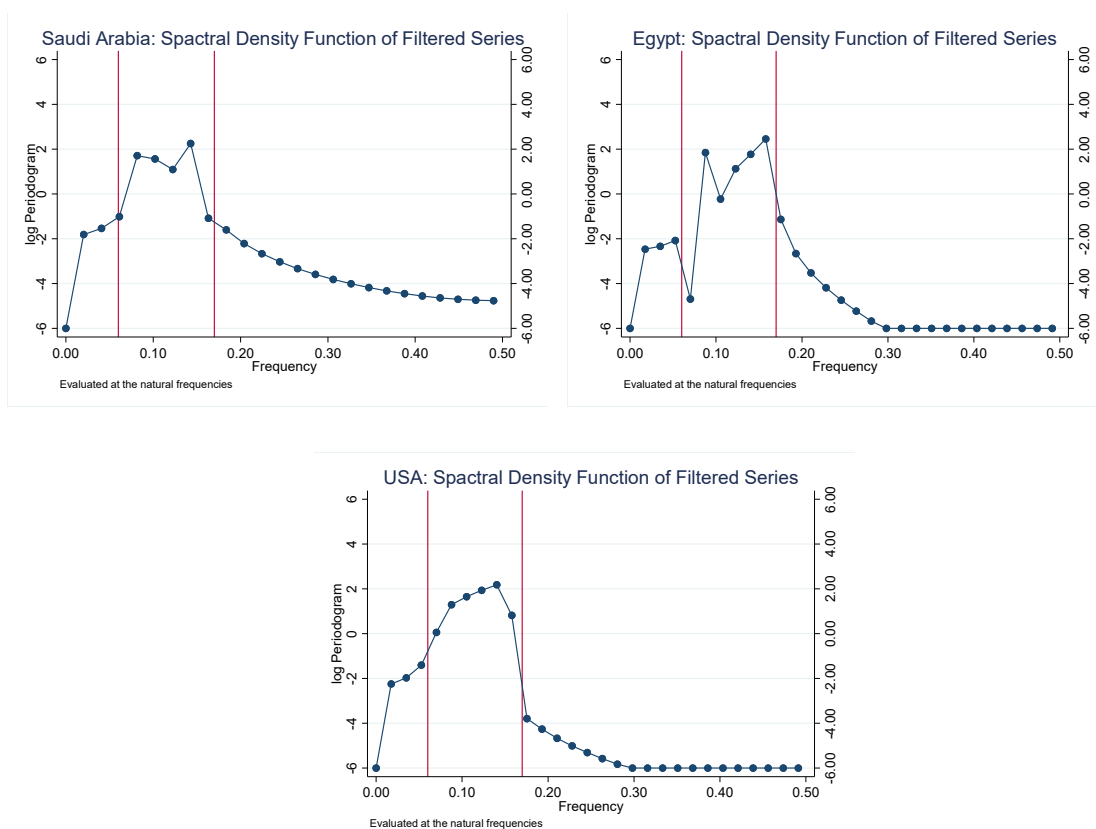 Saudi Arabia: Spactral Density Function of Filtered Series
log Periodogram
6
4
2
0
-2
-4
-6
6.00
4.00
2.00
0.00
-2.00
-4.00
-6.00
0.00 0.10 0.20 0.30 0.40 0.50
Frequency
Evaluated at the natural frequencies
Egypt: Spactral Density Function of Filtered Series
log Periodogram
6
4
2
0
-2
-4
-6
6.00
4.00
2.00
0.00
-2.00
-4.00
-6.00
0.00 0.10 0.20 0.30 0.40 0.50
Frequency
Evaluated at the natural frequencies
USA: Spactral Density Function of Filtered Series
log Periodogram
6
4
2
0
-2
-4
-6
6.00
4.00
2.00
0.00
-2.00
-4.00
-6.00
0.00 0.10 0.20 0.30 0.40 0.50
Frequency
Evaluated at the natural frequencies